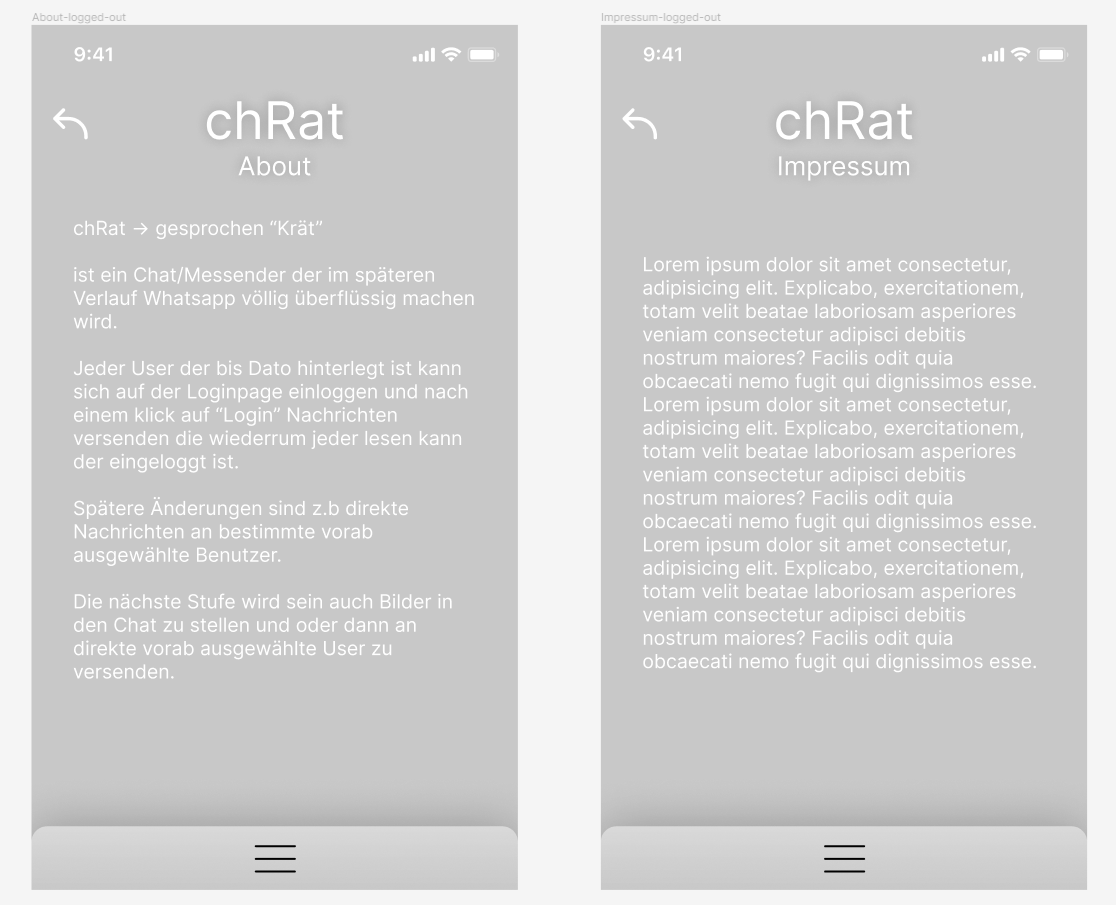 About-logged-out
9:41
chRat
About
chRat → gesprochen “Krät”
ist ein Chat/Messender der im späteren
Verlauf Whatsapp völlig überflüssig machen
wird.
Jeder User der bis Dato hinterlegt ist kann
sich auf der Loginpage einloggen und nach
einem klick auf “Login” Nachrichten
versenden die wiederrum jeder lesen kann
der eingeloggt ist.
Spätere Änderungen sind z.b direkte
Nachrichten an bestimmte vorab
ausgewählte Benutzer.
Die nächste Stufe wird sein auch Bilder in
den Chat zu stellen und oder dann an
direkte vorab ausgewählte User zu
versenden.
Impressum-logged-out
9:41
chRat
Impressum
Lorem ipsum dolor sit amet consectetur,
adipisicing elit. Explicabo, exercitationem,
totam velit beatae laboriosam asperiores
veniam consectetur adipisci debitis
nostrum maiores? Facilis odit quia
obcaecati nemo fugit qui dignissimos esse.
Lorem ipsum dolor sit amet consectetur,
adipisicing elit. Explicabo, exercitationem,
totam velit beatae laboriosam asperiores
veniam consectetur adipisci debitis
nostrum maiores? Facilis odit quia
obcaecati nemo fugit qui dignissimos esse.
Lorem ipsum dolor sit amet consectetur,
adipisicing elit. Explicabo, exercitationem,
totam velit beatae laboriosam asperiores
veniam consectetur adipisci debitis
nostrum maiores? Facilis odit quia
obcaecati nemo fugit qui dignissimos esse.